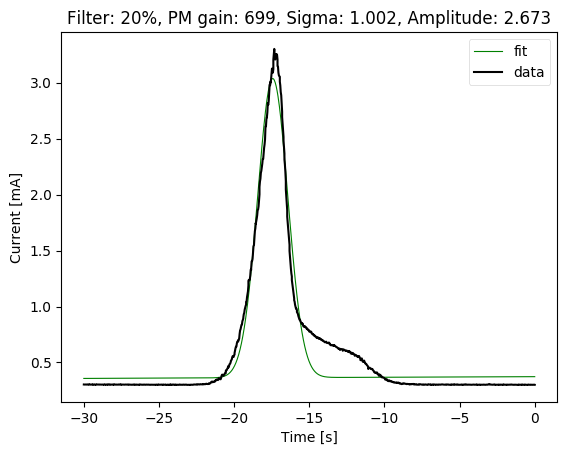 Filter: 20%, PM gain: 699, Sigma: 1.002, Amplitude: 2.673
fit
data
3.0
2.5
2.0
1.5
1.0
0.5
Current [mA]
−30
−25
−20
−15
−10
−5
0
Time [s]